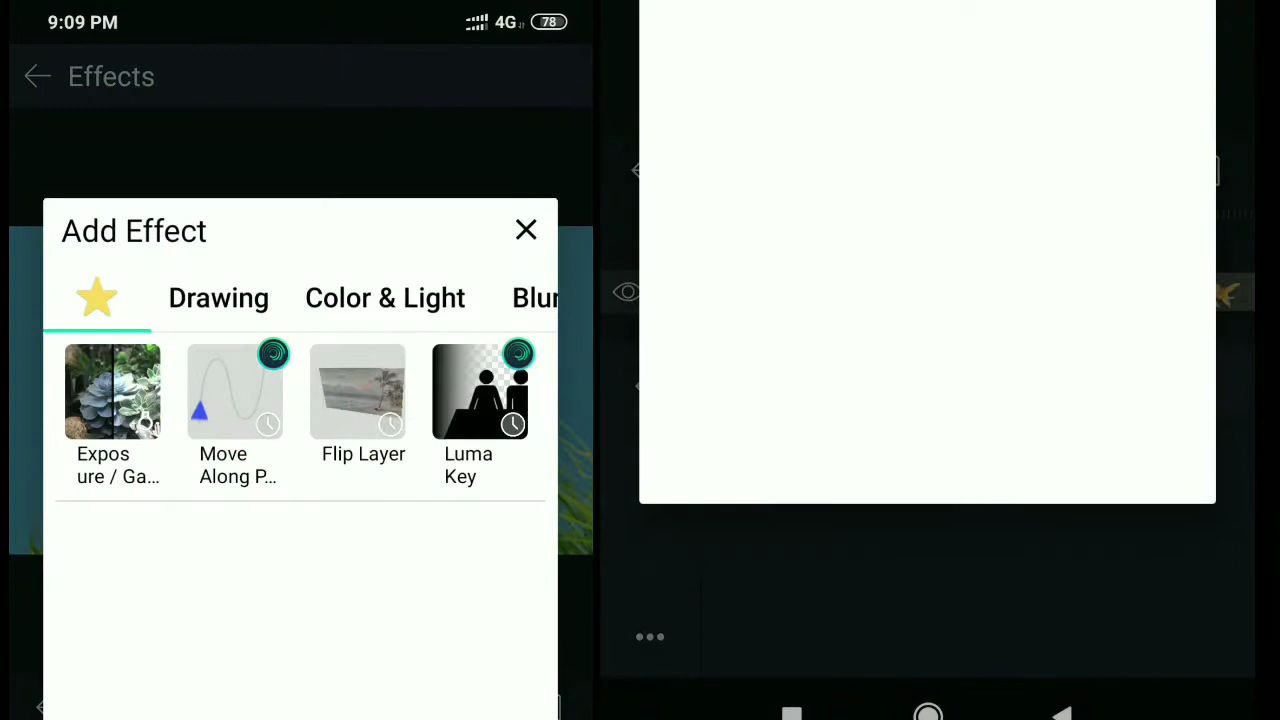 9:09 PM
4G
78
Effects
Add Effect
Drawing
Color & Light
Blur
Expos
ure / Ga...
Move
Along P...
Flip Layer
Luma
Key